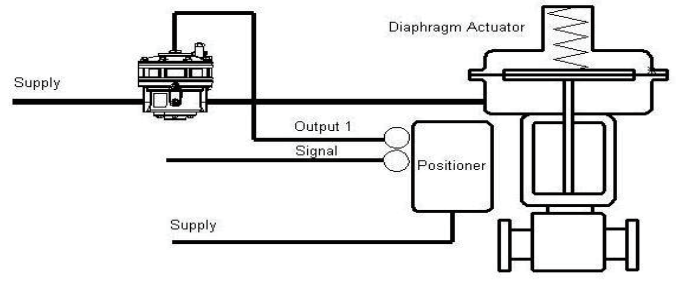 Diaphragm Actuator
Supply
Output 1
Signal
Positioner
Supply